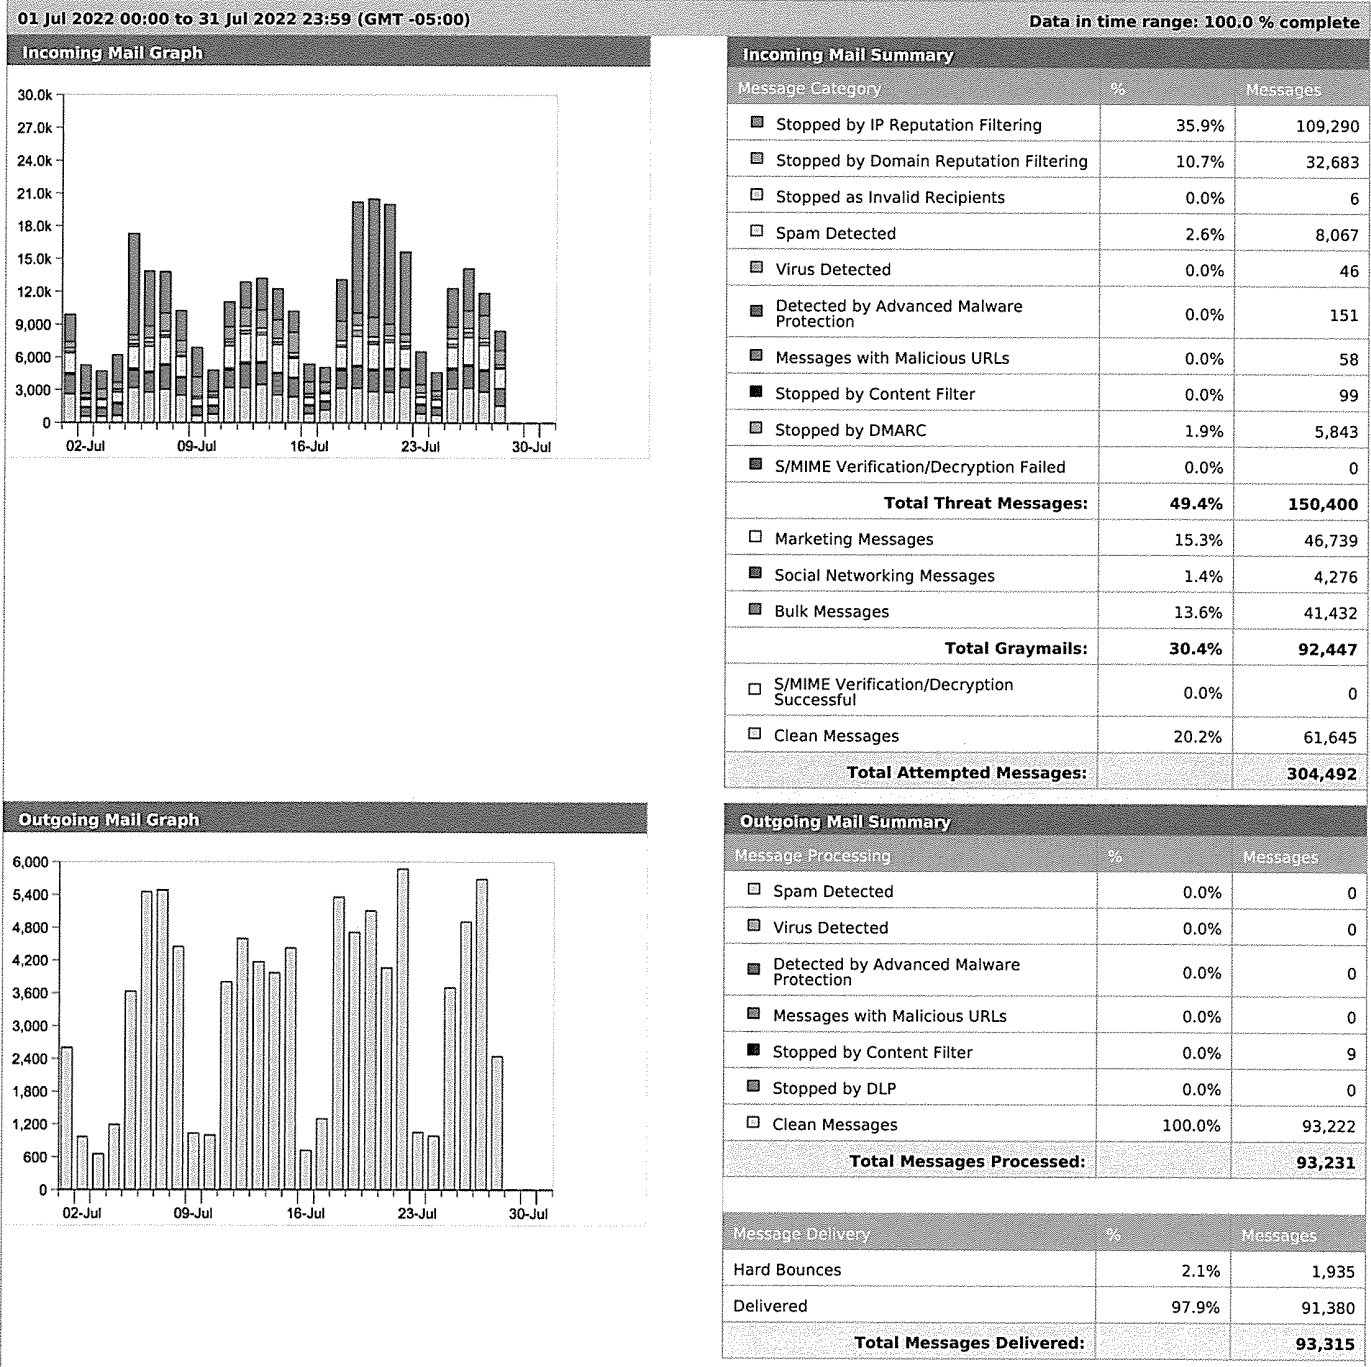 01 Jul 2022 00:00 to 31 Jul 2022 23:59 (GMT -05:00)
Data in time range: 100.0 % complete
Incoming Mail Graph
30.0k
27.0k
24.0k
21.0k
18.0k
15.0k
12.0k
9,000
6,000
3,000
0
02-Jul 09-Jul 16-Jul 23-Jul 30-Jul
Incoming Mail Summary
Message Category % Messages
Stopped by IP Reputation Filtering 35.9% 109,290
Stopped by Domain Reputation Filtering 10.7% 32,683
Stopped as Invalid Recipients 0.0% 6
Spam Detected 2.6% 8,067
Virus Detected 0.0% 46
Detected by Advanced Malware
Protection 0.0% 151
Messages with Malicious URLs 0.0% 58
Stopped by Content Filter 0.0% 99
Stopped by DMARC 1.9% 5,843
S/MIME Verification/Decryption Failed 0.0% 0
Total Threat Messages: 49.4% 150,400
Marketing Messages 15.3% 46,739
Social Networking Messages 1.4% 4,276
Bulk Messages 13.6% 41,432
Total Graymails: 30.4% 92,447
S/MIME Verification/Decryption
Successful 0.0% 0
Clean Messages 20.2% 61,645
Total Attempted Messages: 304,492
Outgoing Mail Graph
6,000
5,400
4,800
4,200
3,600
3,000
2,400
1,800
1,200
600
0
02-Jul 09-Jul 16-Jul 23-Jul 30-Jul
Outgoing Mail Summary
Message Processing % Messages
Spam Detected 0.0% 0
Virus Detected 0.0% 0
Detected by Advanced Malware
Protection 0.0% 0
Messages with Malicious URLs 0.0% 0
Stopped by Content Filter 0.0% 9
Stopped by DLP 0.0% 0
Clean Messages 100.0% 93,222
Total Messages Processed: 93,231
Message Delivery % Messages
Hard Bounces 2.1% 1,935
Delivered 97.9% 91,380
Total Messages Delivered: 93,315